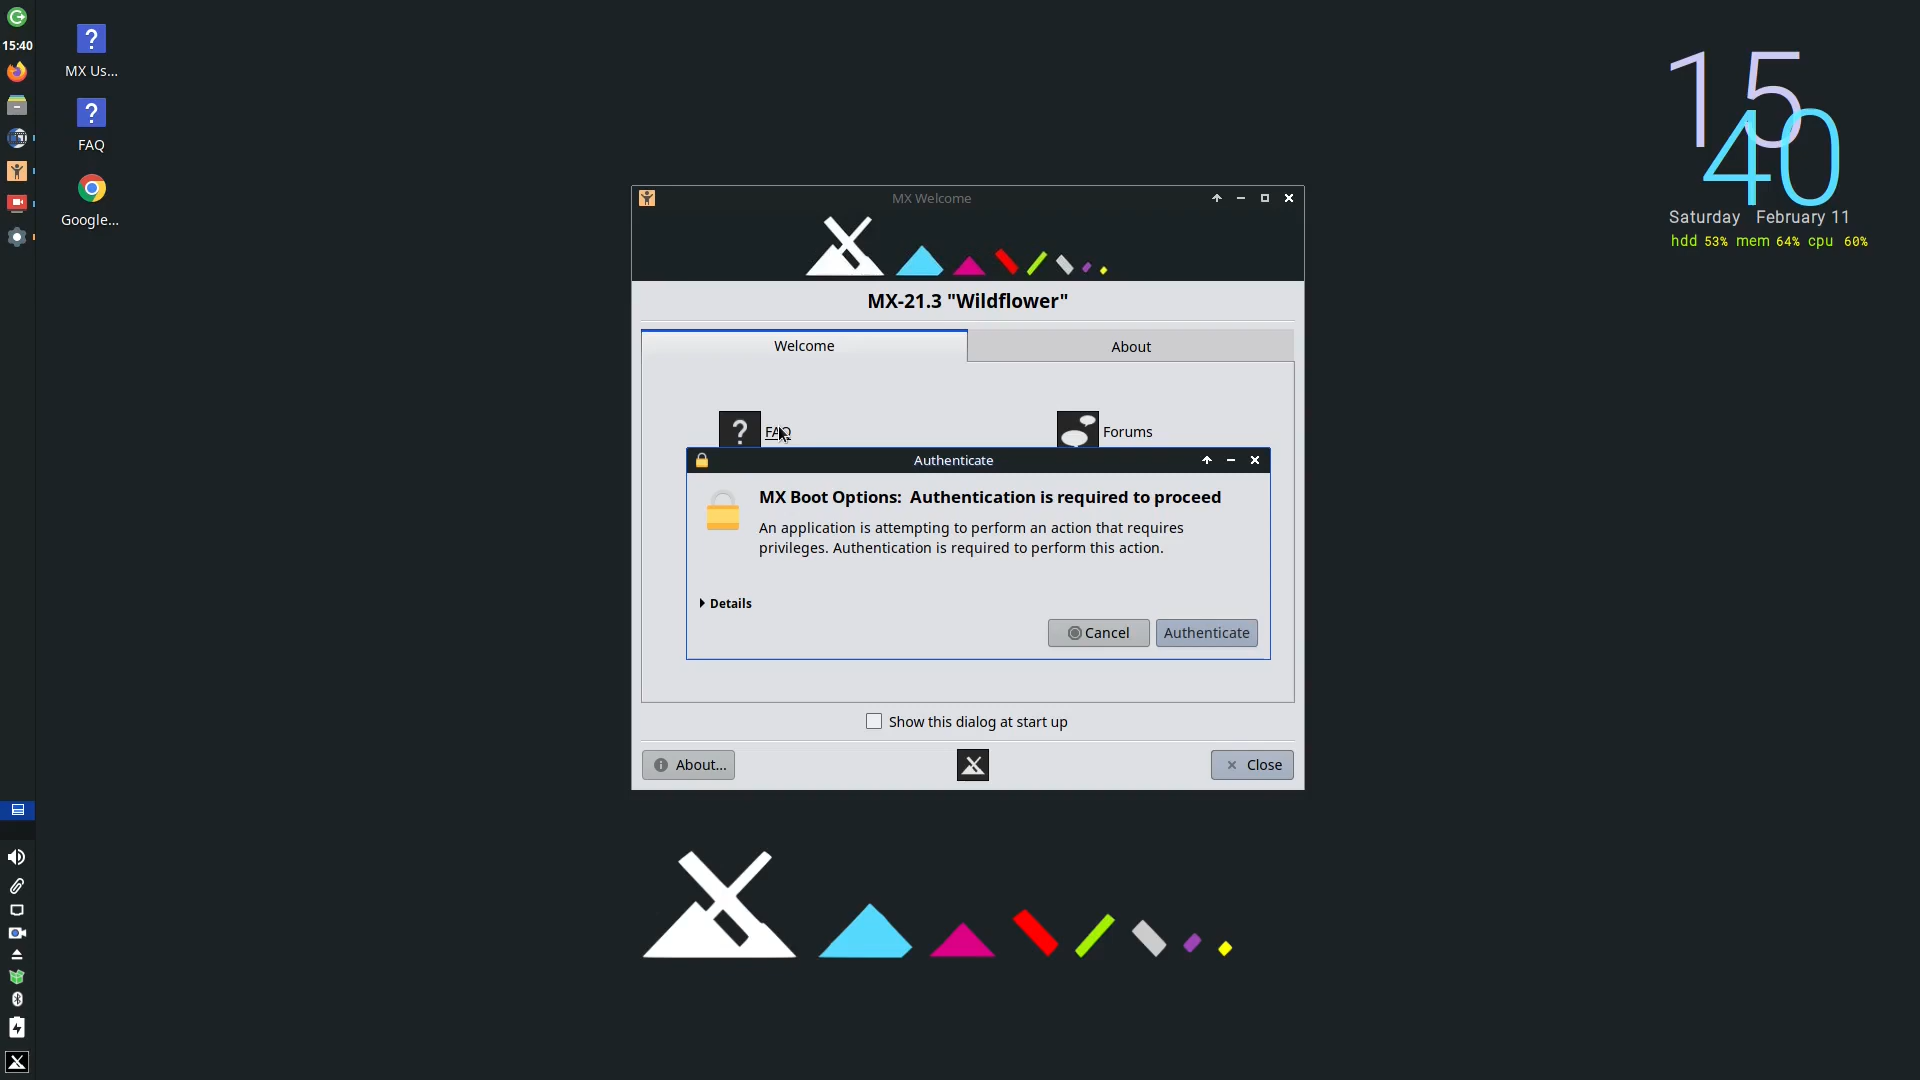 15:40
MX Us...
FAQ
Google...
15
40
Saturday February 11
hdd 53% mem 64% cpu 60%
MX Welcome
MX-21.3 "Wildflower"
Welcome
About
FAQ
Forums
Authenticate
MX Boot Options: Authentication is required to proceed
An application is attempting to perform an action that requires
privileges. Authentication is required to perform this action.
Details
Cancel
Authenticate
Show this dialog at start up
About...
Close